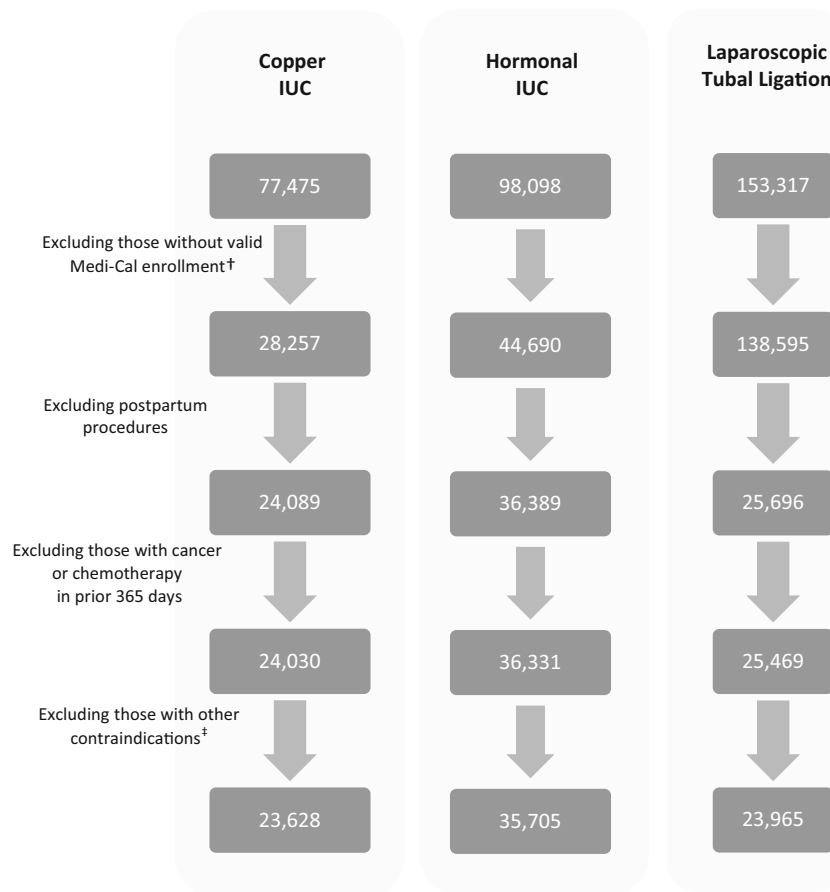 Copper
IUC
Hormonal
IUC
Laparoscopic
Tubal Ligation
77,475
98,098
153,317
Excluding those without valid
Medi-Cal enrollment†
28,257
44,690
138,595
Excluding postpartum
procedures
24,089
36,389
25,696
Excluding those with cancer
or chemotherapy
in prior 365 days
24,030
36,331
25,469
Excluding those with other
contraindications‡
23,628
35,705
23,965